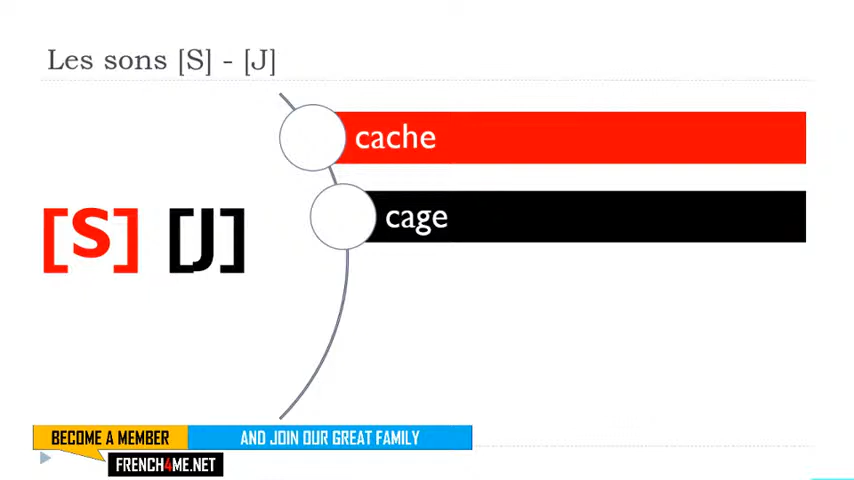 Les sons [S] - [J]
cache
cage
[S] [J]
BECOME A MEMBER
AND JOIN OUR GREAT FAMILY
FRENCH4ME.NET